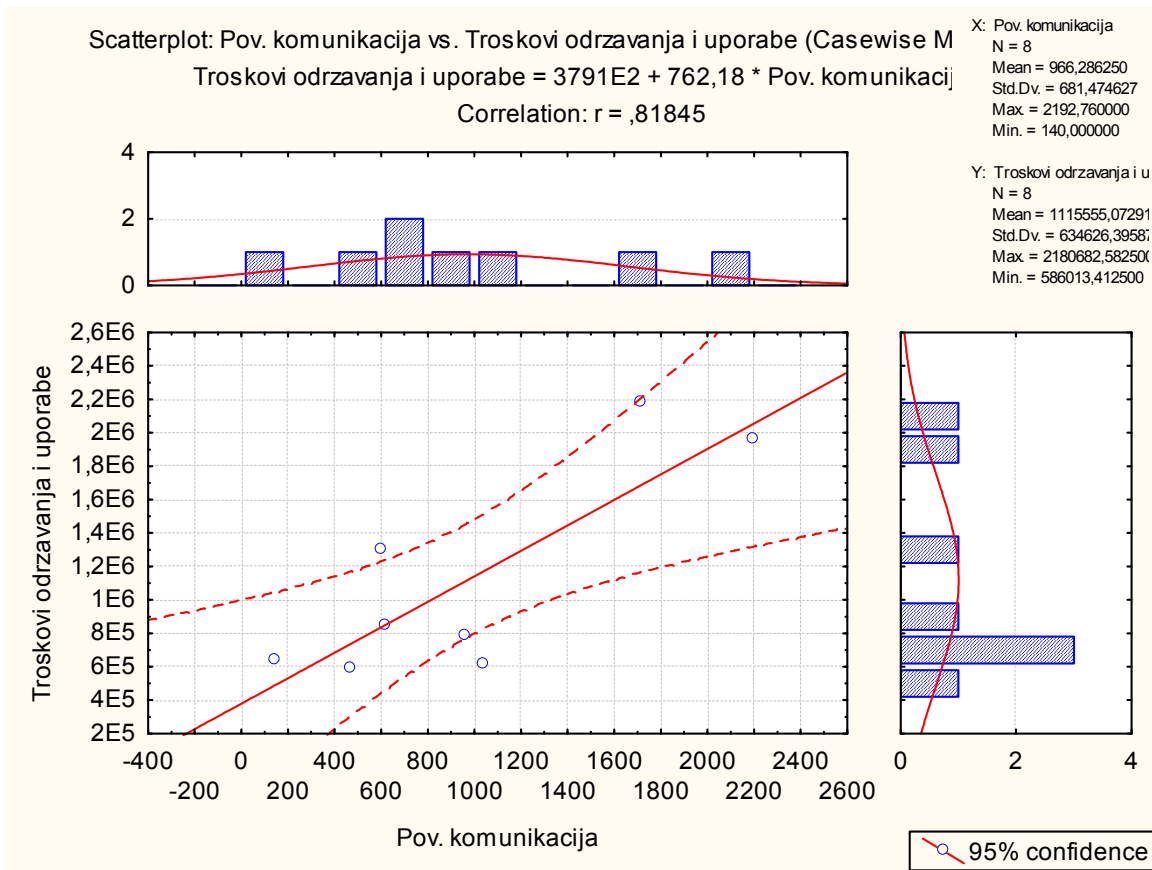 Scatterplot: Pov. komunikacija vs. Troskovi odrzavanja i uporabe (Casewise M
Troskovi odrzavanja i uporabe = 3791E2 + 762,18 * Pov. komunikacij
Correlation: r = ,81845
X: Pov. komunikacija
N = 8
Mean = 966,286250
Std.Dv. = 681,474627
Max. = 2192,760000
Min. = 140,000000
Y: Troskovi odrzavanja i u
N = 8
Mean = 1115555,07291
Std.Dv. = 634626,39587
Max. = 2180682,582500
Min. = 586013,412500
4
2
0
Troskovi odrzavanja i uporabe
2,6E6
2,4E6
2,2E6
2E6
1,8E6
1,6E6
1,4E6
1,2E6
1E6
8E5
6E5
4E5
2E5
-400 0 400 800 1200 1600 2000 2400
-200 200 600 1000 1400 1800 2200 2600
Pov. komunikacija
0 2 4
95% confidence